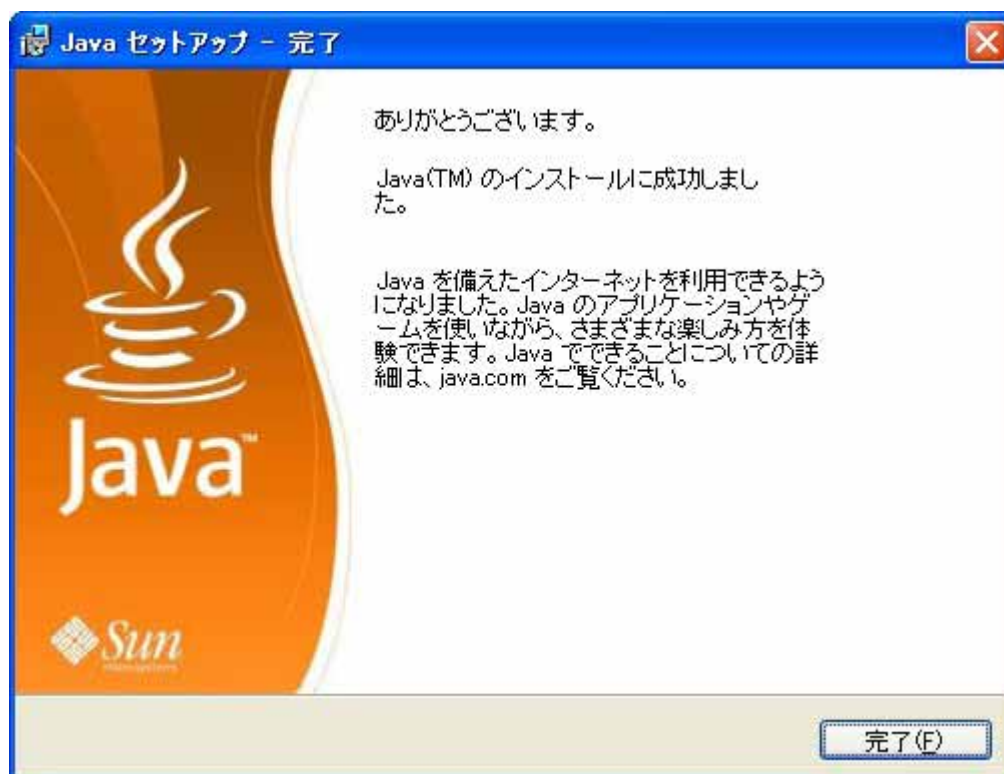 Java セットアップ - 完了
ありがとうございます。
Java(TM) のインストールに成功しまし
た。
Java を備えたインターネットを利用できるよう
になりました。Java のアプリケーションやゲ
ームを使いながら、さまざまな楽しみ方を体
験できます。Java でできることについての詳
細は、java.com をご覧ください。
Java™
Sun
microsystems
完了(F)